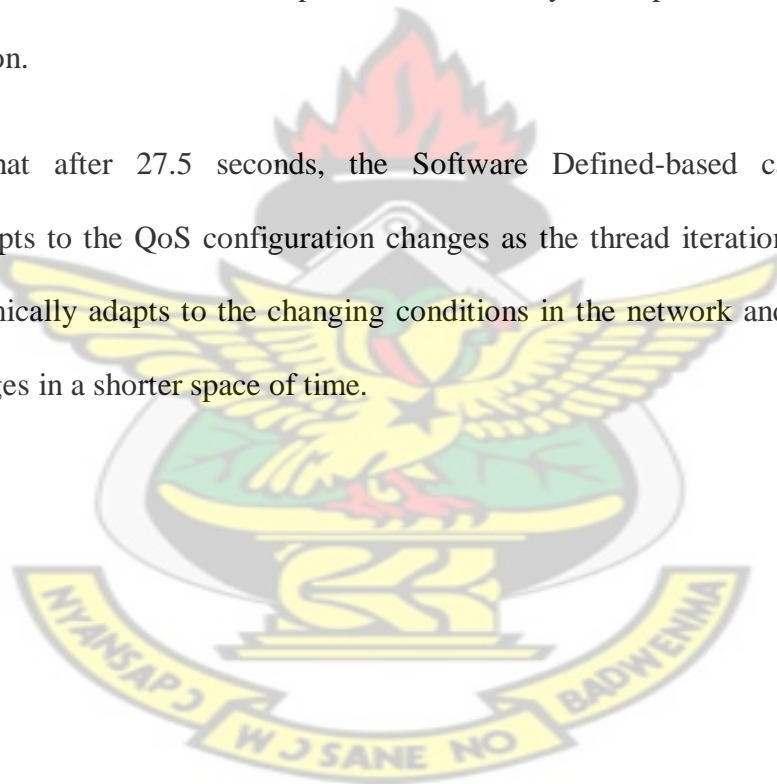 on.
hat after 27.5 seconds, the Software Defined-based c
pts to the QoS configuration changes as the thread iteration
nically adapts to the changing conditions in the network and
ges in a shorter space of time.
NYANSAPƆ WƆ SANE NO BADWENMA